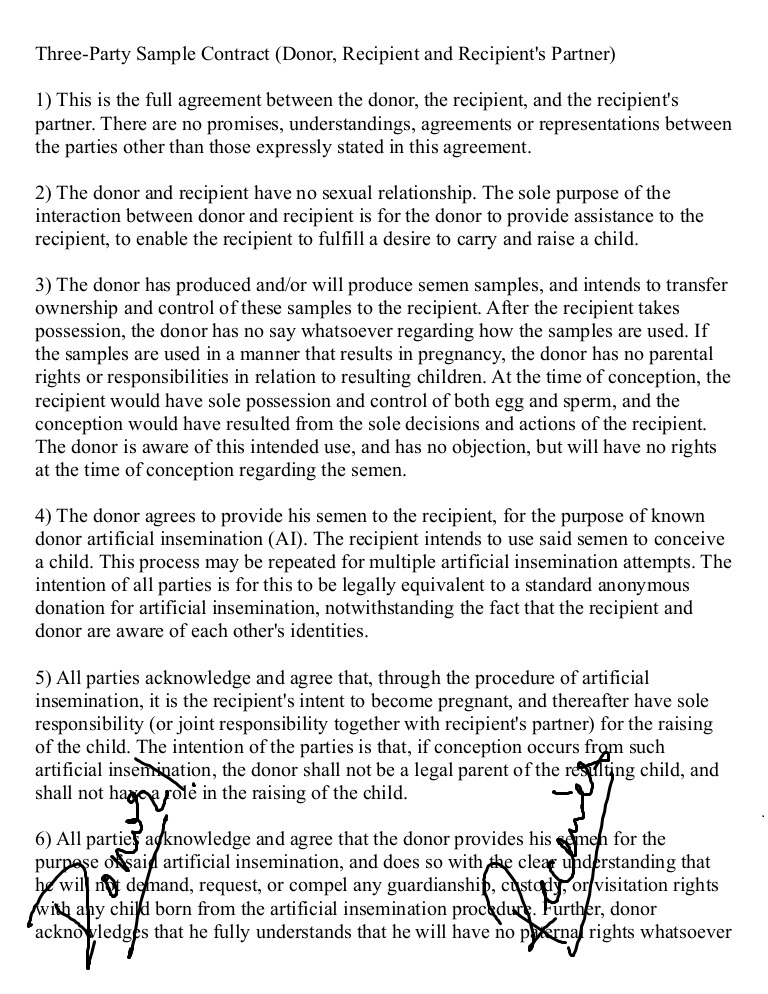 Three-Party Sample Contract (Donor, Recipient and Recipient's Partner)
1) This is the full agreement between the donor, the recipient, and the recipient's
partner. There are no promises, understandings, agreements or representations between
the parties other than those expressly stated in this agreement.
2) The donor and recipient have no sexual relationship. The sole purpose of the
interaction between donor and recipient is for the donor to provide assistance to the
recipient, to enable the recipient to fulfill a desire to carry and raise a child.
3) The donor has produced and/or will produce semen samples, and intends to transfer
ownership and control of these samples to the recipient. After the recipient takes
possession, the donor has no say whatsoever regarding how the samples are used. If
the samples are used in a manner that results in pregnancy, the donor has no parental
rights or responsibilities in relation to resulting children. At the time of conception, the
recipient would have sole possession and control of both egg and sperm, and the
conception would have resulted from the sole decisions and actions of the recipient.
The donor is aware of this intended use, and has no objection, but will have no rights
at the time of conception regarding the semen.
4) The donor agrees to provide his semen to the recipient, for the purpose of known
donor artificial insemination (AI). The recipient intends to use said semen to conceive
a child. This process may be repeated for multiple artificial insemination attempts. The
intention of all parties is for this to be legally equivalent to a standard anonymous
donation for artificial insemination, notwithstanding the fact that the recipient and
donor are aware of each other's identities.
5) All parties acknowledge and agree that, through the procedure of artificial
insemination, it is the recipient's intent to become pregnant, and thereafter have sole
responsibility (or joint responsibility together with recipient's partner) for the raising
of the child. The intention of the parties is that, if conception occurs from such
artificial insemination, the donor shall not be a legal parent of the resulting child, and
shall not have a role in the raising of the child.
6) All parties acknowledge and agree that the donor provides his semen for the
purpose of said artificial insemination, and does so with the clear understanding that
he will not demand, request, or compel any guardianship, custody, or visitation rights
with any child born from the artificial insemination procedure. Further, donor
acknowledges that he fully understands that he will have no paternal rights whatsoever